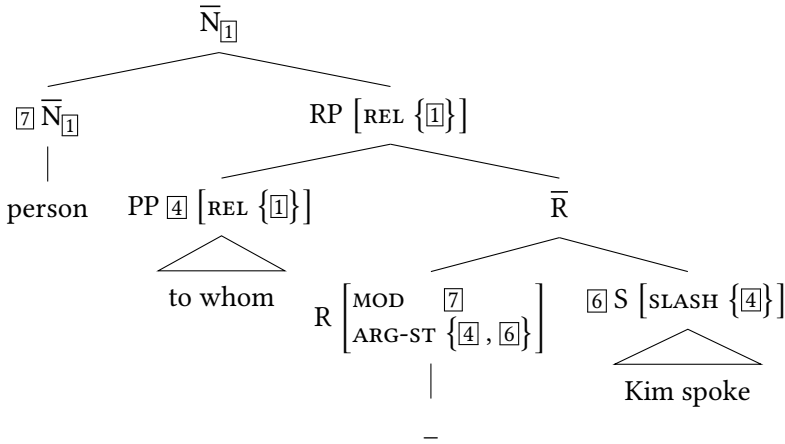 N̅[1]
[7] N̅[1] RP [REL {[1]}]
person PP [4] [REL {[1]}] R̅
to whom R [MOD [7] [6] S [SLASH {[4]}]
ARG-ST {[4] , [6]}]
Kim spoke
–